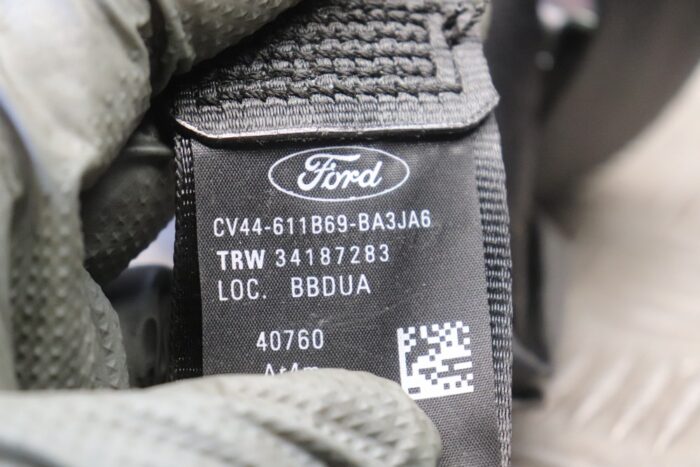 Ford
CV44-611B69-BA3JA6
TRW 34187283
LOC. BBDUA
40760